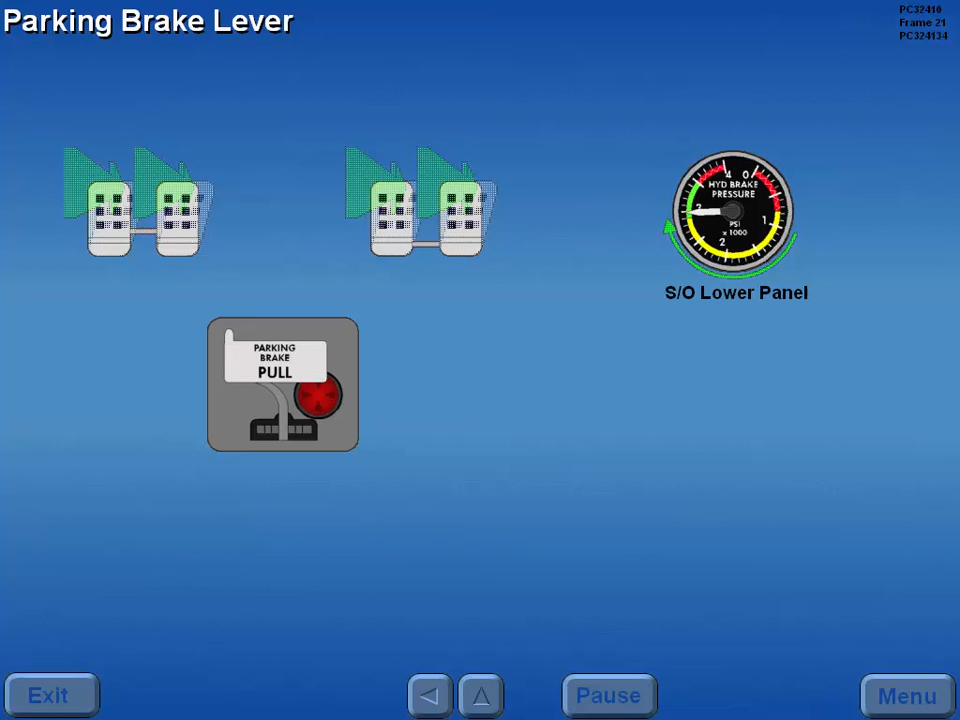 Parking Brake Lever
PC32410
Frame 21
PC324134
4 0
HYD BRAKE
PRESSURE
3
1
PSI
x 1000
2
S/O Lower Panel
PARKING
BRAKE
PULL
Exit
Pause
Menu